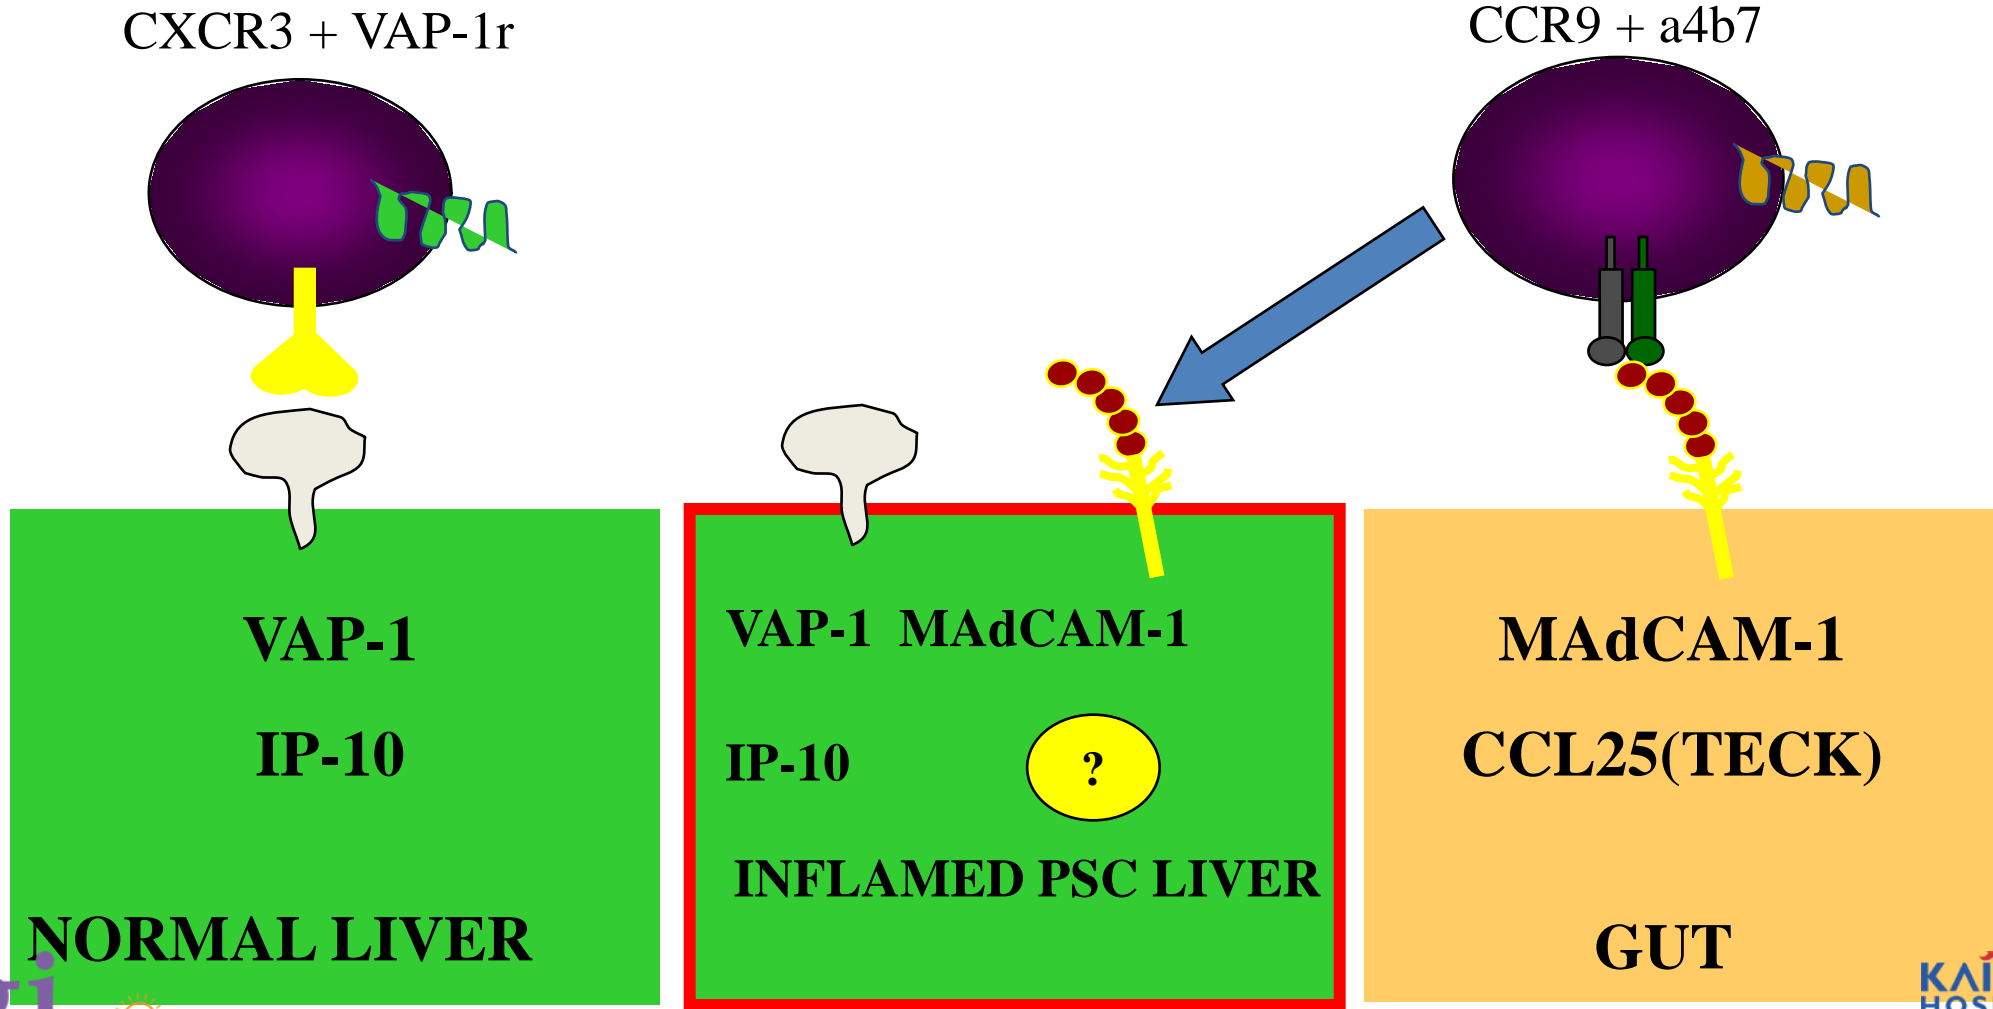 CXCR3 + VAP-1r
CCR9 + a4b7
VAP-1
IP-10
NORMAL LIVER
VAP-1 MAdCAM-1
IP-10
?
INFLAMED PSC LIVER
MAdCAM-1
CCL25(TECK)
GUT
gi